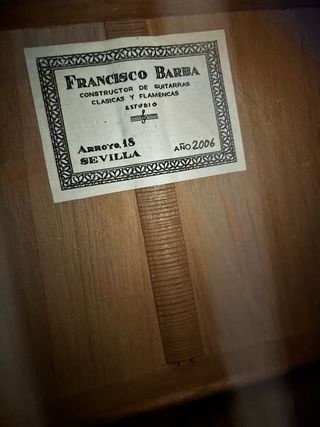 FRANCISCO BARBA
CONSTRUCTOR DE GUITARRAS
CLASICAS Y FLAMENCAS
ESTUDIO
ARROYO, 18
SEVILLA
AÑO 2006